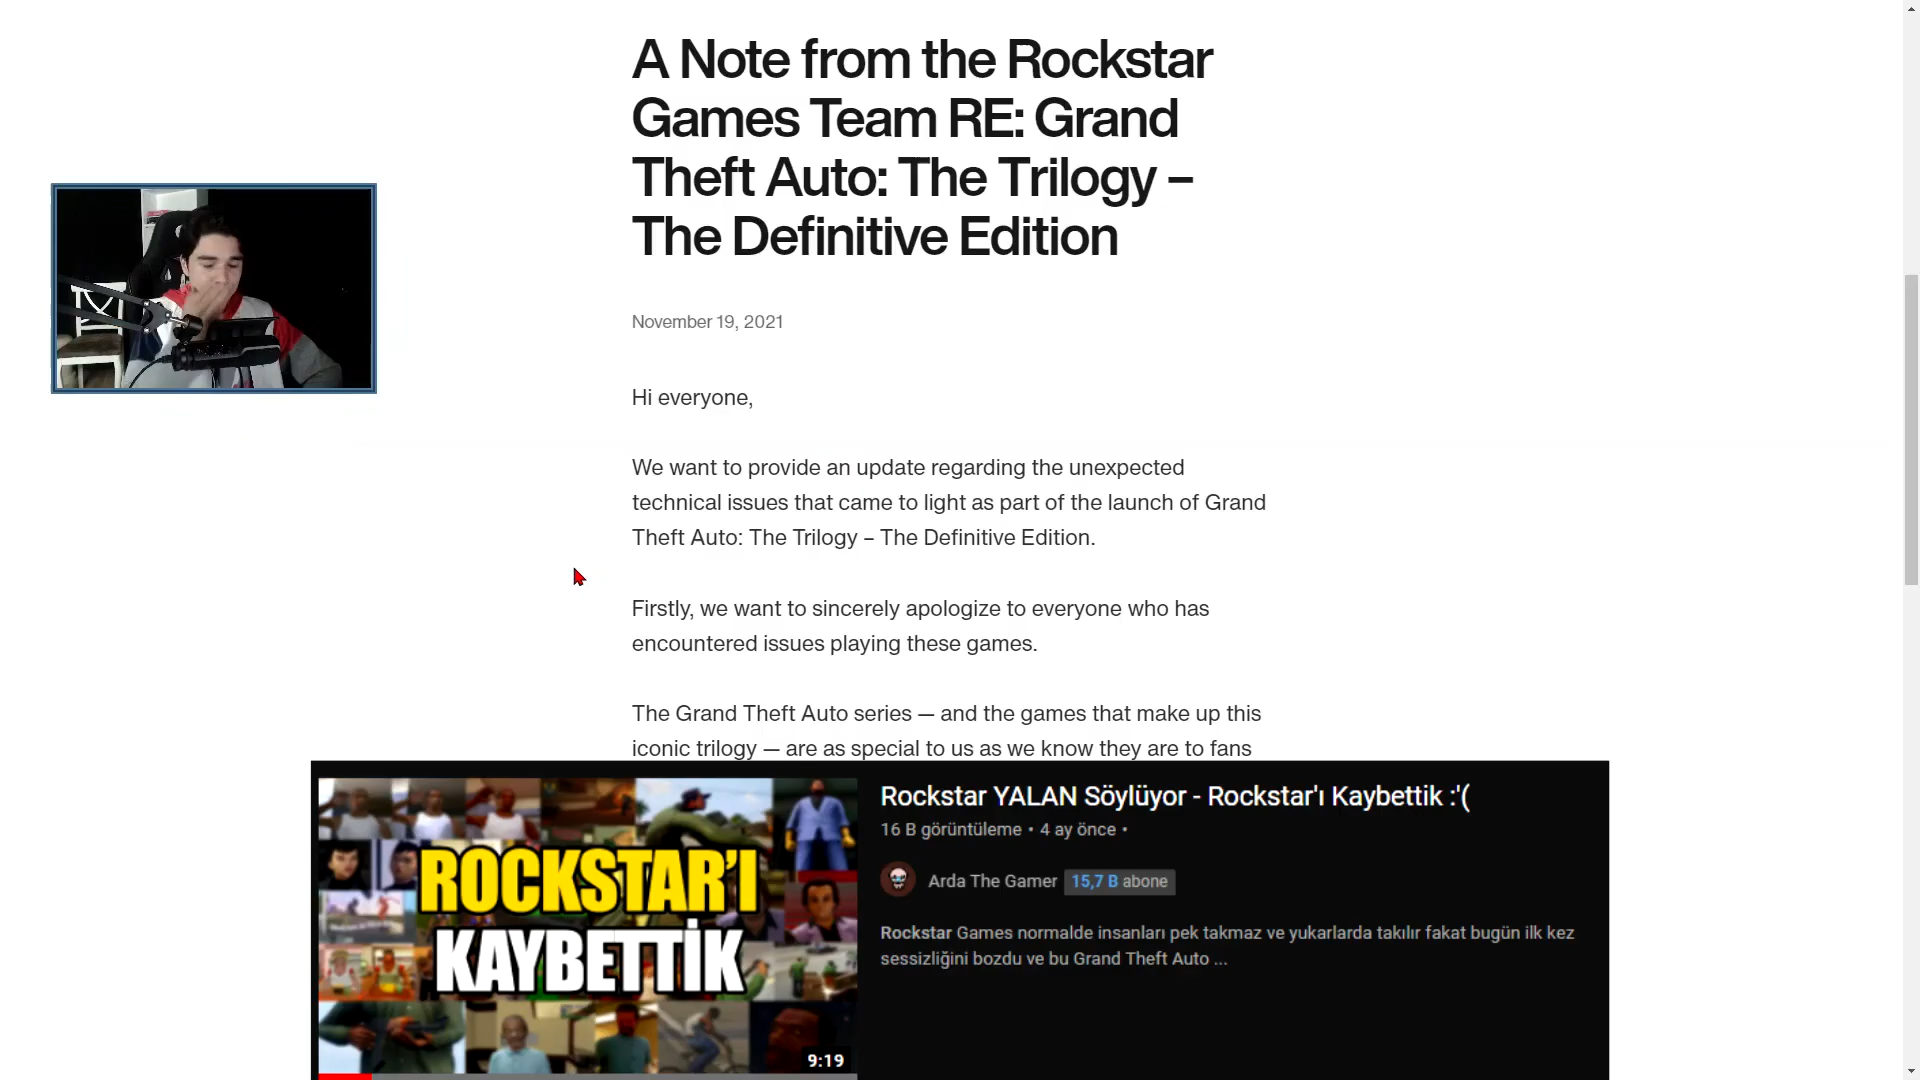 A Note from the Rockstar
Games Team RE: Grand
Theft Auto: The Trilogy –
The Definitive Edition
November 19, 2021
Hi everyone,
We want to provide an update regarding the unexpected
technical issues that came to light as part of the launch of Grand
Theft Auto: The Trilogy – The Definitive Edition.
Firstly, we want to sincerely apologize to everyone who has
encountered issues playing these games.
The Grand Theft Auto series — and the games that make up this
iconic trilogy — are as special to us as we know they are to fans
ROCKSTAR'I
KAYBETTİK
9:19
Rockstar YALAN Söylüyor - Rockstar'ı Kaybettik :'(
16 B görüntüleme • 4 ay önce •
Arda The Gamer 15,7 B abone
Rockstar Games normalde insanları pek takmaz ve yukarlarda takılır fakat bugün ilk kez
sessizliğini bozdu ve bu Grand Theft Auto ...